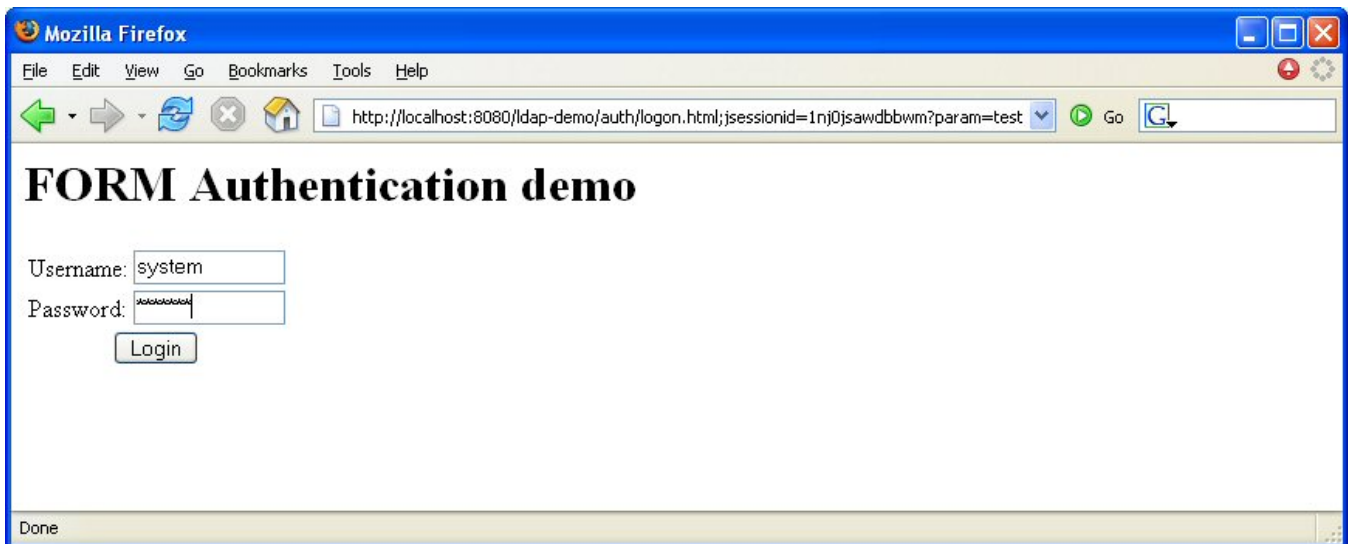 Mozilla Firefox
File Edit View Go Bookmarks Tools Help
http://localhost:8080/ldap-demo/auth/logon.html;jsessionid=1nj0jsawdbbwm?param=test Go G
FORM Authentication demo
Username: system
Password: ********
Login
Done